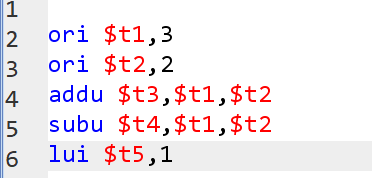 1
2 ori $t1,3
3 ori $t2,2
4 addu $t3,$t1,$t2
5 subu $t4,$t1,$t2
6 lui $t5,1